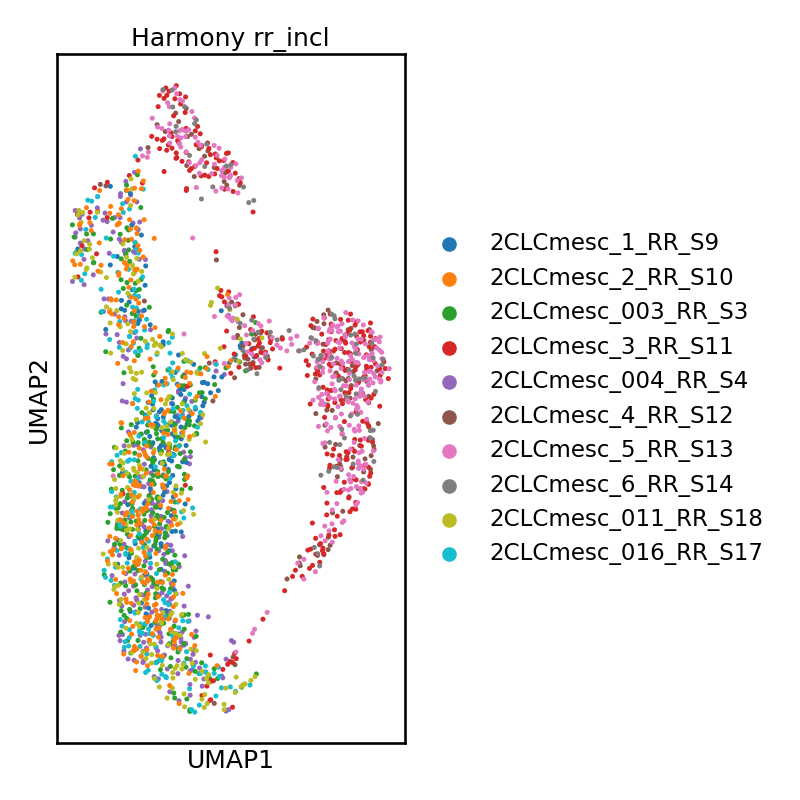 Harmony rr_incl
2CLCmesc_1_RR_S9
2CLCmesc_2_RR_S10
2CLCmesc_003_RR_S3
2CLCmesc_3_RR_S11
2CLCmesc_004_RR_S4
2CLCmesc_4_RR_S12
2CLCmesc_5_RR_S13
2CLCmesc_6_RR_S14
2CLCmesc_011_RR_S18
2CLCmesc_016_RR_S17
UMAP2
UMAP1